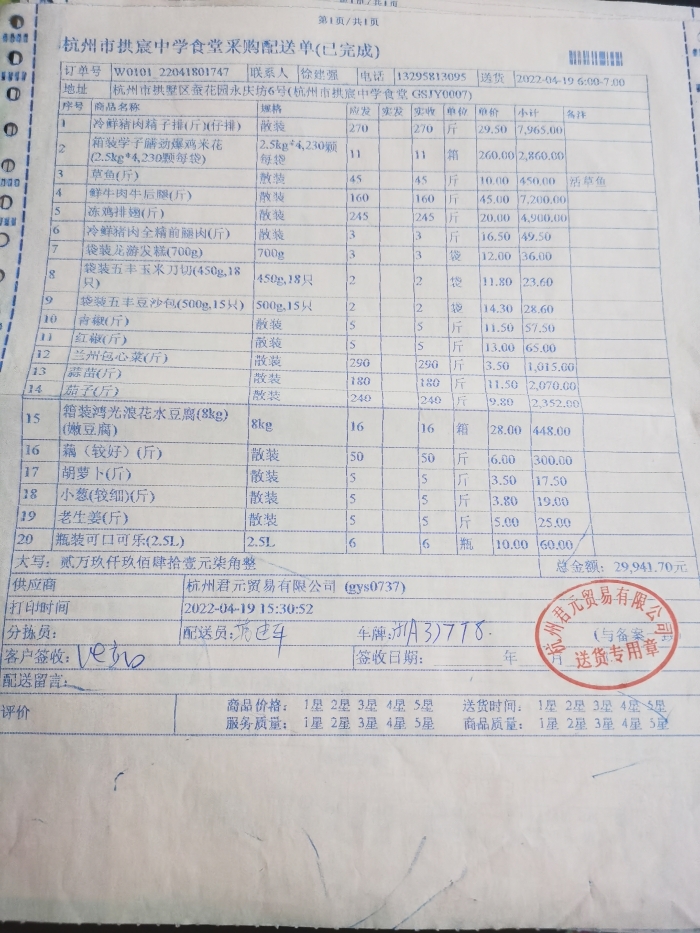 第1页/共1页
杭州市拱宸中学食堂采购配送单(已完成)
订单号 W0101_22041801747 联系人 徐建强 电话 13295813095 送货 2022-04-19 6:00-7:00
地址 杭州市拱墅区蚕花园永庆坊6号(杭州市拱宸中学食堂 GSJY0007)
序号 商品名称 规格 应发 实发 实收 单位 单价 小计 备注
1 冷鲜猪肉精子排(斤)(仔排) 散装 270 270 斤 29.50 7,965.00
2 箱装学子膳劲爆鸡米花(2.5kg*4,230颗每袋) 2.5kg*4,230颗每袋 11 11 箱 260.00 2,860.00
3 草鱼(斤) 散装 45 45 斤 10.00 450.00 活草鱼
4 鲜牛肉牛后腿(斤) 散装 160 160 斤 45.00 7,200.00
5 冻鸡排翅(斤) 散装 245 245 斤 20.00 4,900.00
6 冷鲜猪肉全精前腿肉(斤) 散装 3 3 斤 16.50 49.50
7 袋装龙游发糕(700g) 700g 3 3 袋 12.00 36.00
8 袋装五丰玉米刀切(450g,18只) 450g,18只 2 2 袋 11.80 23.60
9 袋装五丰豆沙包(500g,15只) 500g,15只 2 2 袋 14.30 28.60
10 青椒(斤) 散装 5 5 斤 11.50 57.50
11 红椒(斤) 散装 5 5 斤 13.00 65.00
12 兰州包心菜(斤) 散装 290 290 斤 3.50 1,015.00
13 蒜苗(斤) 散装 180 180 斤 11.50 2,070.00
14 茄子(斤) 散装 240 240 斤 9.80 2,352.00
15 箱装鸿光浪花水豆腐(8kg)(嫩豆腐) 8kg 16 16 箱 28.00 448.00
16 藕（较好）(斤) 散装 50 50 斤 6.00 300.00
17 胡萝卜(斤) 散装 5 5 斤 3.50 17.50
18 小葱(较细)(斤) 散装 5 5 斤 3.80 19.00
19 老生姜(斤) 散装 5 5 斤 5.00 25.00
20 瓶装可口可乐(2.5L) 2.5L 6 6 瓶 10.00 60.00
大写: 贰万玖仟玖佰肆拾壹元柒角整 总金额: 29,941.70元
供应商 杭州君元贸易有限公司 (gys0737)
打印时间 2022-04-19 15:30:52
分拣员: 配送员: 车牌: 浙A37778 (与备案
客户签收: 签收日期: 年 月
杭州君元贸易有限公司
送货专用章
配送留言:
评价 商品价格: 1星 2星 3星 4星 5星 送货时间: 1星 2星 3星 4星 5星
服务质量: 1星 2星 3星 4星 5星 商品质量: 1星 2星 3星 4星 5星